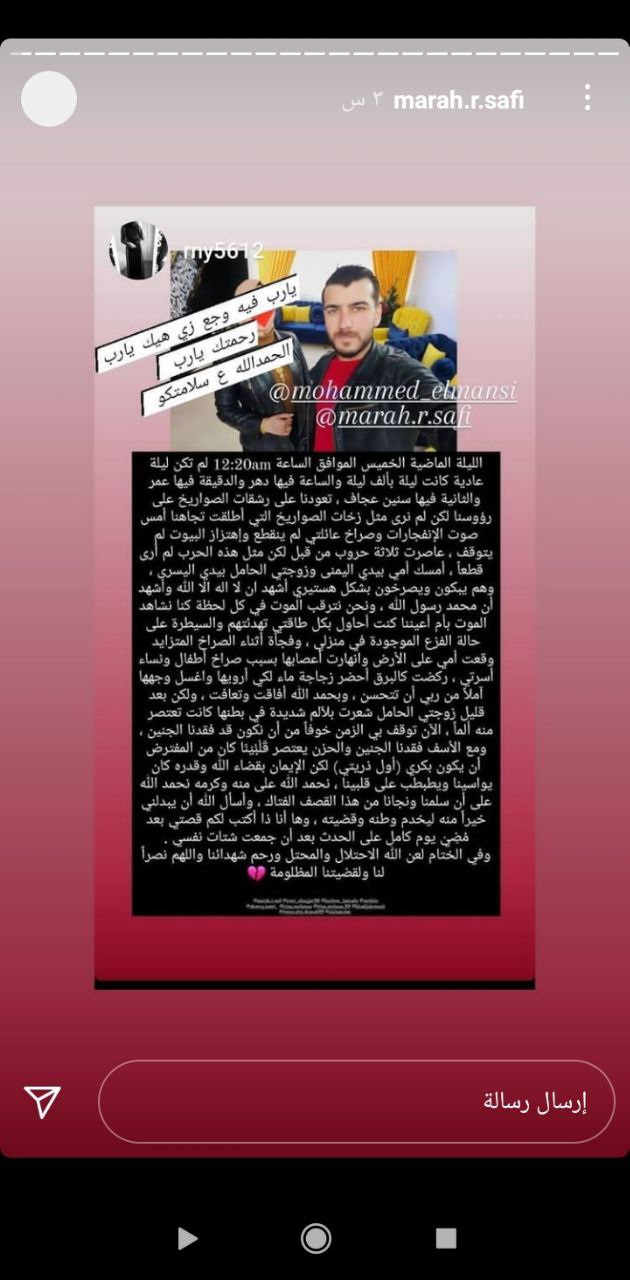 marah.r.safi ٣ س
rny5612
يارب فيه وجع زي هيك يارب
رحمتك يارب
الحمدالله ع سلامتكو
@mohammed_elmansi
@marah.r.safi
الليلة الماضية الخميس الموافق الساعة 12:20am لم تكن ليلة
عادية كانت ليلة بألف ليلة والساعة فيها دهر والدقيقة فيها عمر
والثانية فيها سنين عجاف ، تعودنا على رشقات الصواريخ على
رؤوسنا لكن لم نرى مثل زخات الصواريخ التي أطلقت تجاهنا أمس
صوت الإنفجارات وصراخ عائلتي لم ينقطع وإهتزاز البيوت لم
يتوقف ، عاصرت ثلاثة حروب من قبل لكن مثل هذه الحرب لم أرى
قطعاً ، أمسك أمي بيدي اليمنى وزوجتي الحامل بيدي اليسرى ،
وهم يبكون ويصرخون بشكل هستيري أشهد ان لا اله الا الله وأشهد
أن محمد رسول الله ، ونحن نترقب الموت في كل لحظة كنا نشاهد
الموت بأم أعيننا كنت أحاول بكل طاقتي تهدئتهم والسيطرة على
حالة الفزع الموجودة في منزلي ، وفجأة أثناء الصراخ المتزايد
وقعت أمي على الأرض وانهارت أعصابها بسبب صراخ أطفال ونساء
أسرتي ، ركضت كالبرق أحضر زجاجة ماء لكي أرويها واغسل وجهها
آملاً من ربي أن تتحسن ، وبحمد الله أفاقت وتعافت ، ولكن بعد
قليل زوجتي الحامل شعرت بلآلم شديدة في بطنها كانت تعتصر
منه ألماً ، الآن توقف بي الزمن خوفاً من أن نكون قد فقدنا الجنين ،
ومع الأسف فقدنا الجنين والحزن يعتصر قَلْبَيْنَا كان من المفترض
أن يكون بكري (أول ذريتي) لكن الإيمان بقضاء الله وقدره كان
يواسينا ويطبطب على قلبينا ، نحمد الله على منه وكرمه نحمد الله
على أن سلمنا ونجانا من هذا القصف الفتاك ، وأسأل الله أن يبدلني
خيراً منه ليخدم وطنه وقضيته ، وها أنا ذا أكتب لكم قصتي بعد
مُضِيّ يوم كامل على الحدث بعد أن جمعت شتات نفسي .
وفي الختام لعن الله الاحتلال والمحتل ورحم شهدائنا واللهم نصراً
لنا ولقضيتنا المظلومة 💔
إرسال رسالة